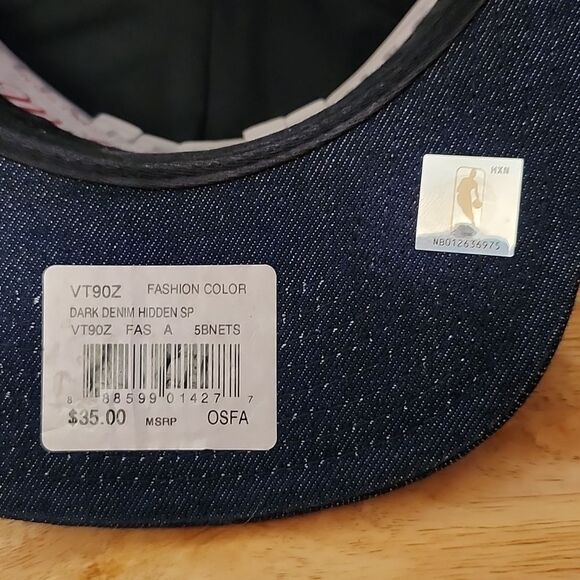 HXN
NB012636975
VT90Z FASHION COLOR
DARK DENIM HIDDEN SP
VT90Z FAS A 5BNETS
8 88599 01427 7
$35.00 MSRP OSFA